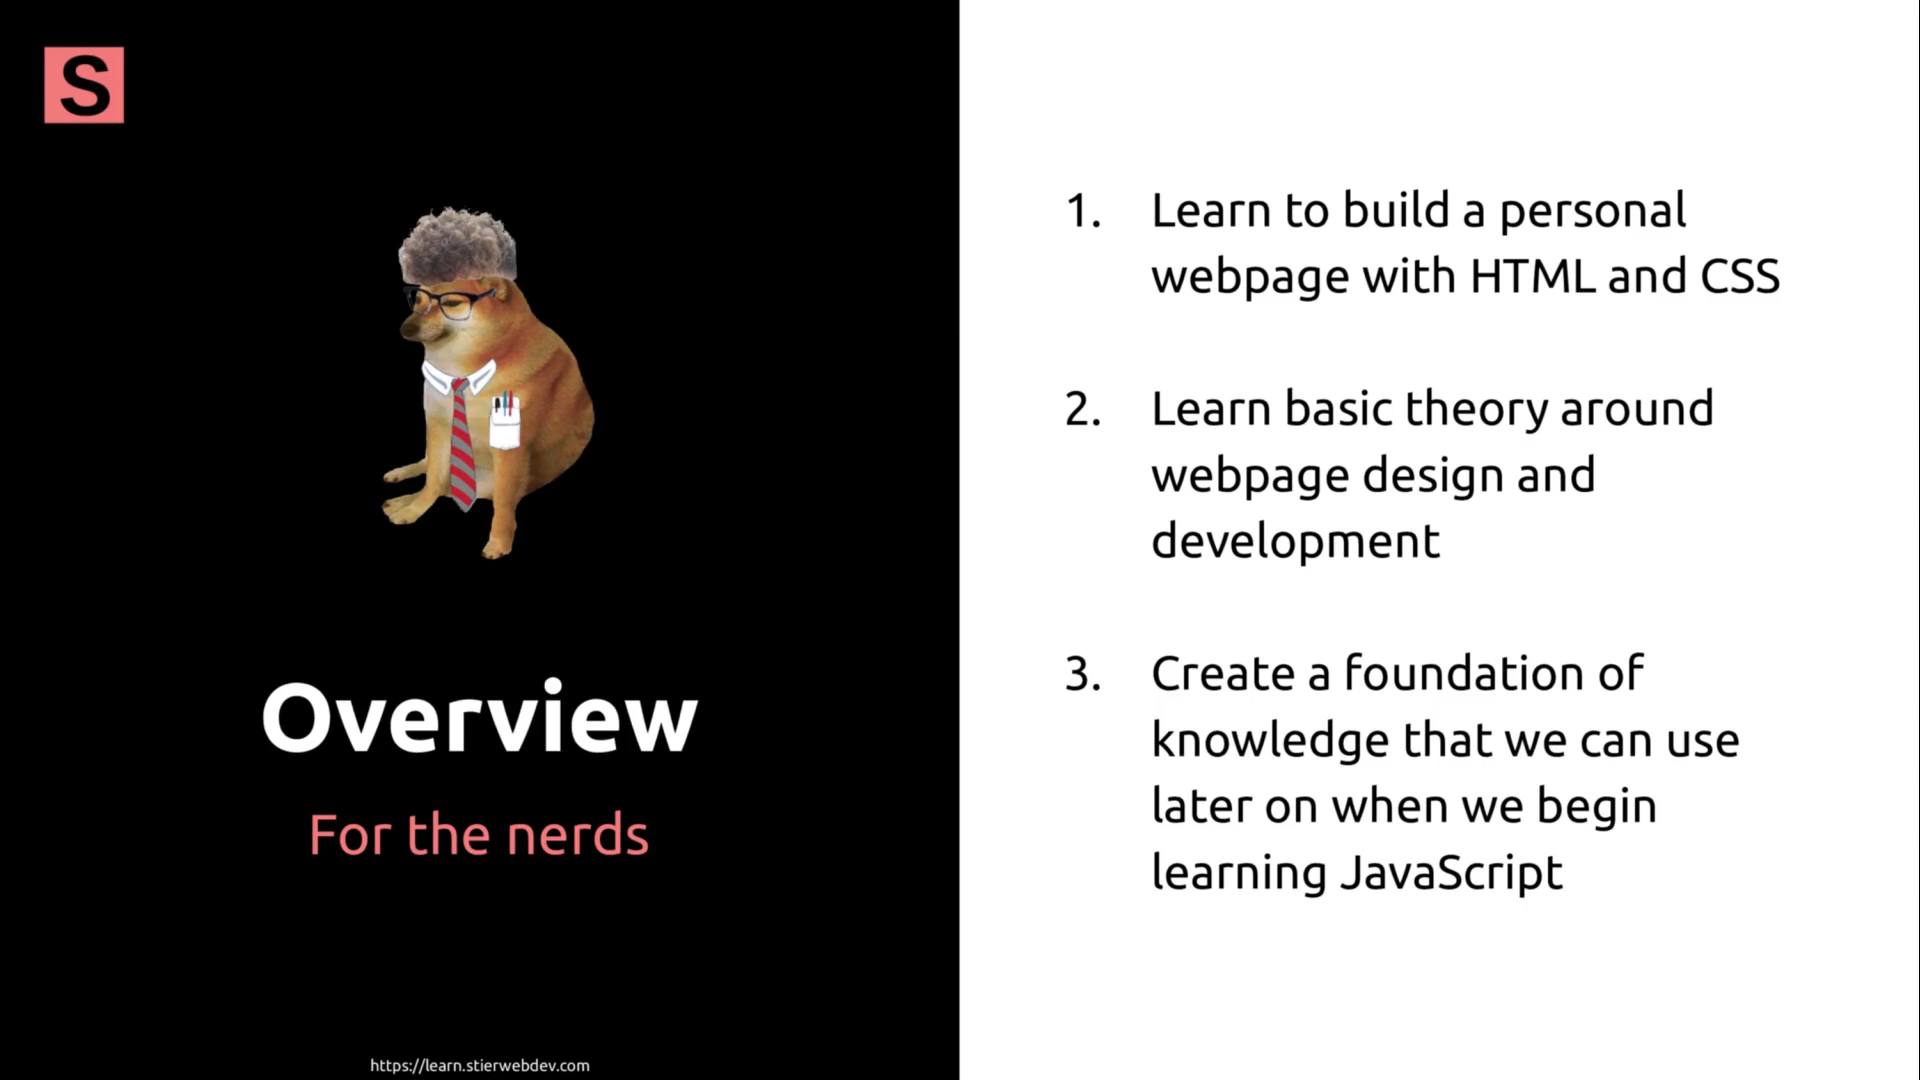 S
Overview
For the nerds
https://learn.stierwebdev.com
1. Learn to build a personal
webpage with HTML and CSS
2. Learn basic theory around
webpage design and
development
3. Create a foundation of
knowledge that we can use
later on when we begin
learning JavaScript